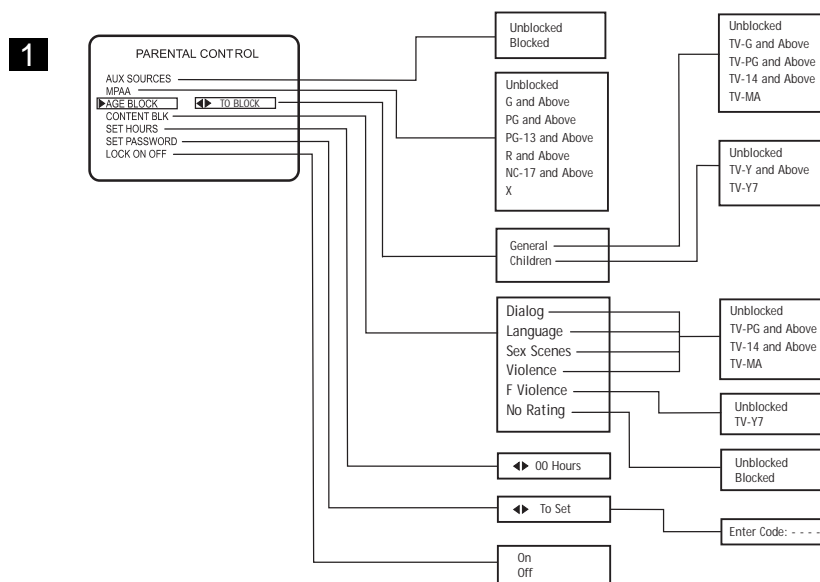 1
PARENTAL CONTROL
AUX SOURCES
MPAA
AGE BLOCK TO BLOCK
CONTENT BLK
SET HOURS
SET PASSWORD
LOCK ON OFF
Unblocked
Blocked
Unblocked
G and Above
PG and Above
PG-13 and Above
R and Above
NC-17 and Above
X
General
Children
Unblocked
TV-G and Above
TV-PG and Above
TV-14 and Above
TV-MA
Unblocked
TV-Y and Above
TV-Y7
Dialog
Language
Sex Scenes
Violence
F Violence
No Rating
Unblocked
TV-PG and Above
TV-14 and Above
TV-MA
Unblocked
TV-Y7
Unblocked
Blocked
00 Hours
To Set
Enter Code: - - - -
On
Off